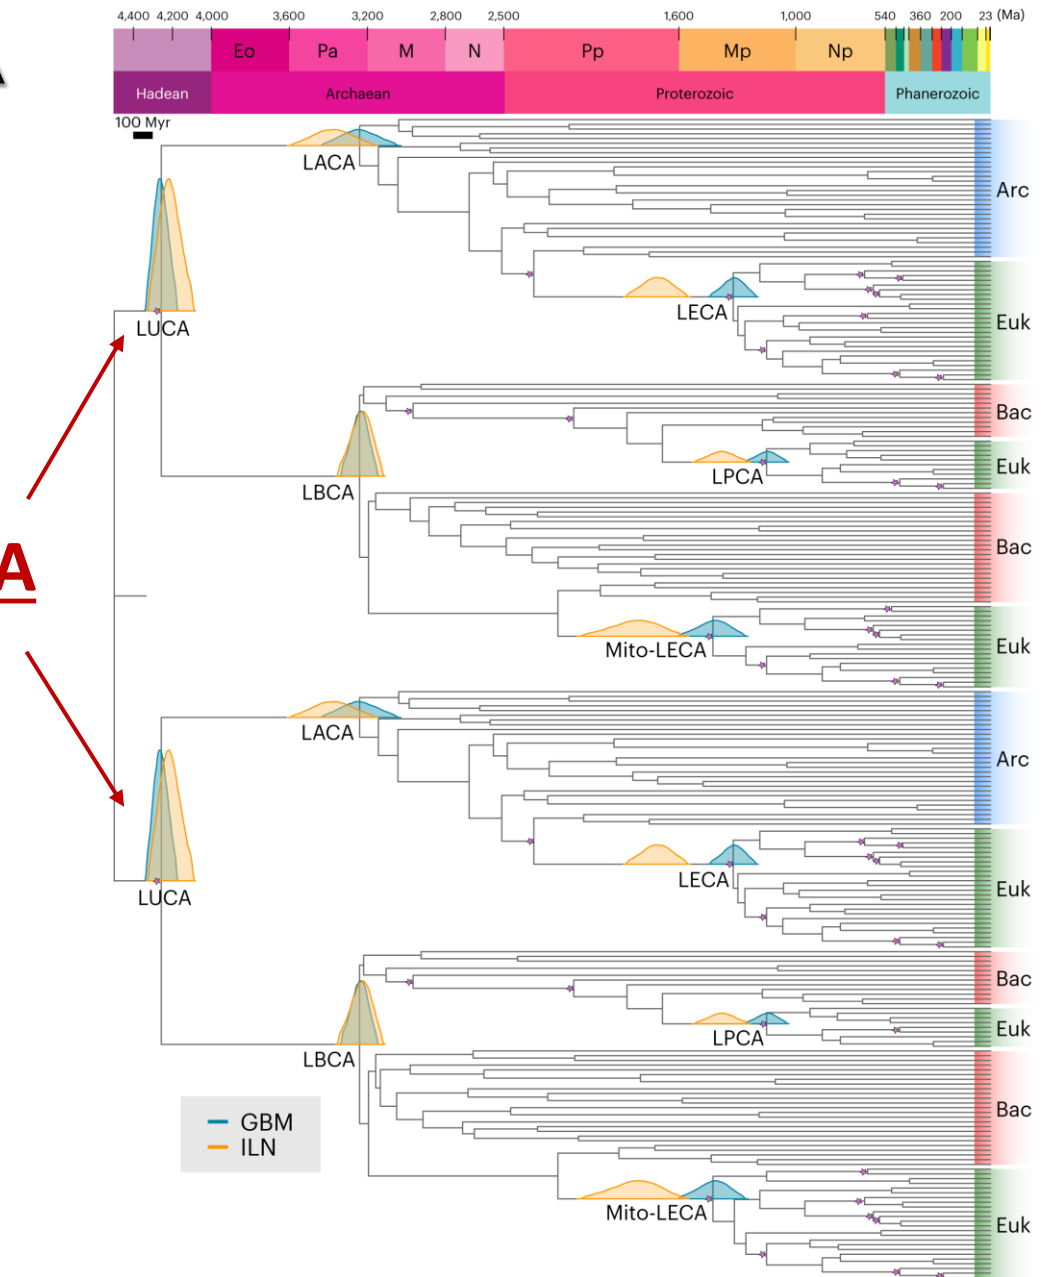 4,400 4,200 4,000 3,600 3,200 2,800 2,500 1,600 1,000 540 360 200 23 (Ma)
Eo Pa M N Pp Mp Np
Hadean Archaean Proterozoic Phanerozoic
100 Myr
LACA
Arc
LUCA
LECA
Euk
Bac
LBCA
LPCA
Euk
Bac
A
Mito-LECA
Euk
LACA
Arc
LUCA
LECA
Euk
Bac
LBCA
LPCA
Euk
GBM
ILN
Bac
Mito-LECA
Euk